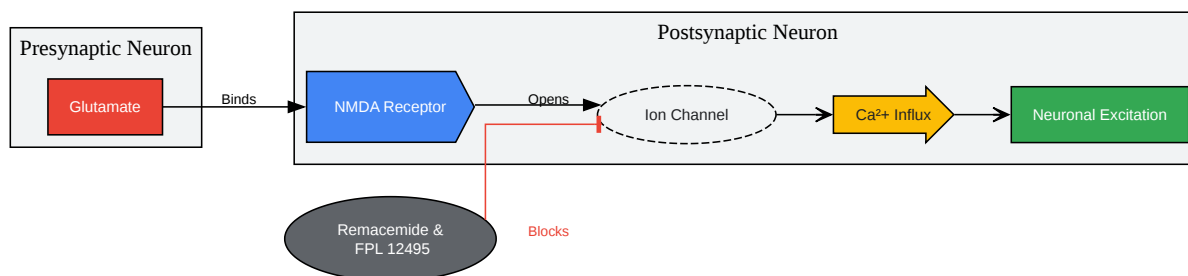 Presynaptic Neuron
Glutamate
Binds
Postsynaptic Neuron
NMDA Receptor
Opens
Ion Channel
Ca²+ Influx
Neuronal Excitation
Remacemide &
FPL 12495
Blocks